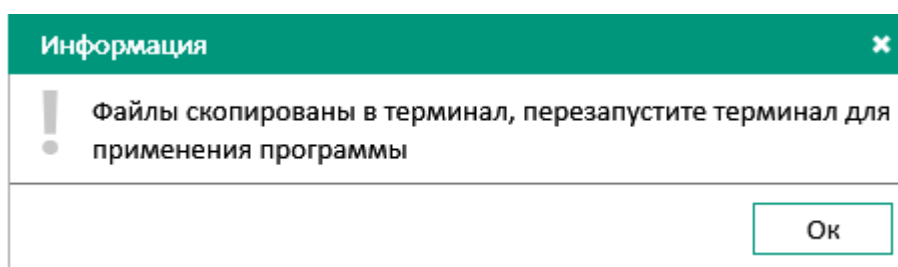 Информация
Файлы скопированы в терминал, перезапустите терминал для
применения программы
Ок